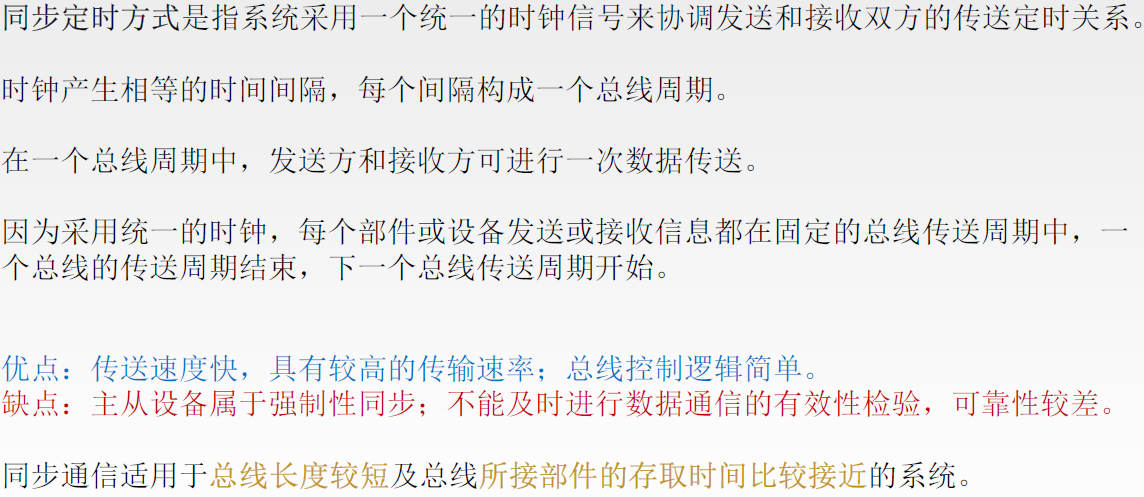 同步定时方式是指系统采用一个统一的时钟信号来协调发送和接收双方的传送定时关系。
时钟产生相等的时间间隔，每个间隔构成一个总线周期。
在一个总线周期中，发送方和接收方可进行一次数据传送。
因为采用统一的时钟，每个部件或设备发送或接收信息都在固定的总线传送周期中，一
个总线的传送周期结束，下一个总线传送周期开始。
优点：传送速度快，具有较高的传输速率；总线控制逻辑简单。
缺点：主从设备属于强制性同步；不能及时进行数据通信的有效性检验，可靠性较差。
同步通信适用于总线长度较短及总线所接部件的存取时间比较接近的系统。